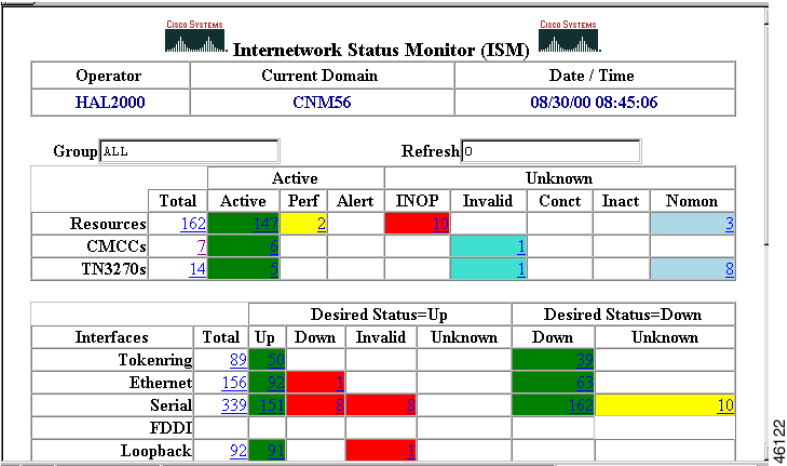 Cisco Systems Cisco Systems
Internetwork Status Monitor (ISM)
Operator Current Domain Date / Time
HAL2000 CNM56 08/30/00 08:45:06
Group ALL Refresh 0
Active Unknown
Total Active Perf Alert INOP Invalid Conct Inact Nomon
Resources 162 147 2 10 3
CMCCs 7 6 1
TN3270s 14 5 1 8
Desired Status=Up Desired Status=Down
Interfaces Total Up Down Invalid Unknown Down Unknown
Tokenring 89 50 39
Ethernet 156 92 1 63
Serial 339 151 8 8 162 10
FDDI
Loopback 92 91 1
46122